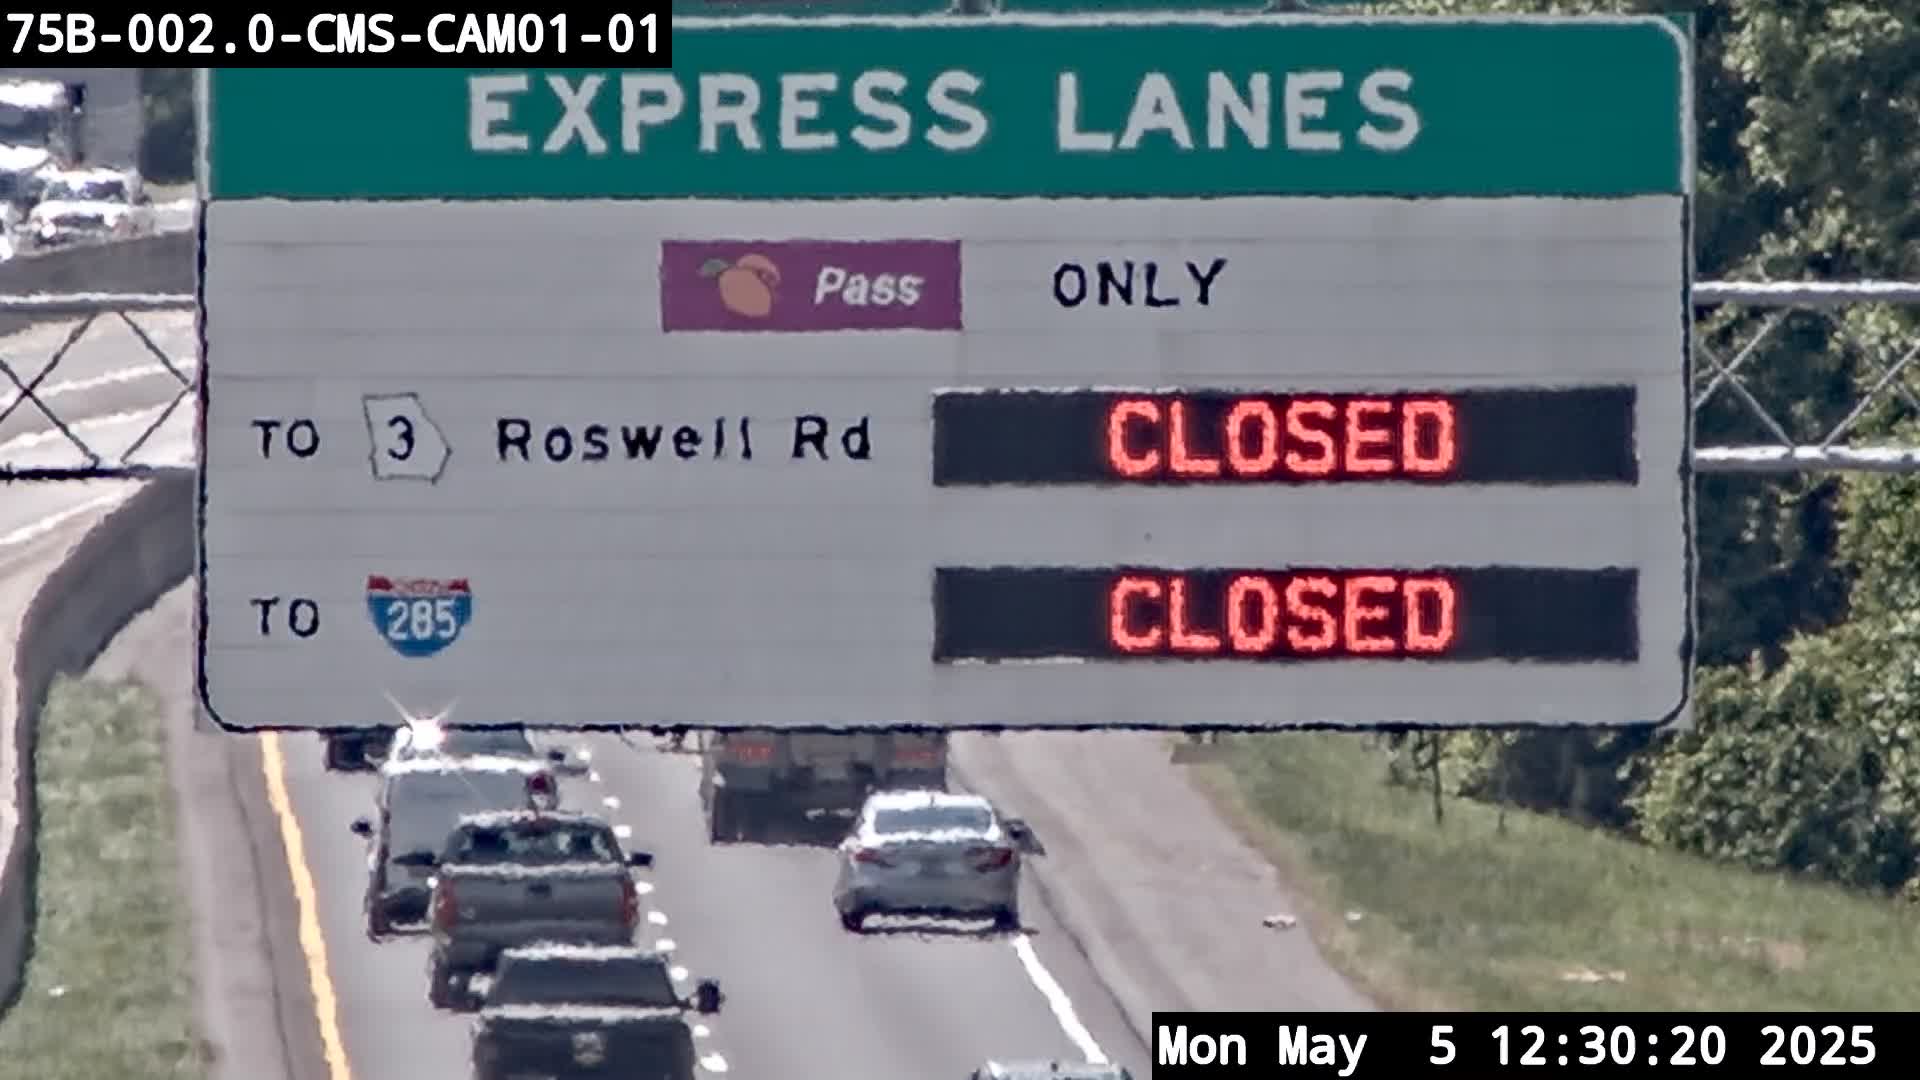 75B-002.0-CMS-CAM01-01
EXPRESS LANES
Pass ONLY
TO 3 Roswell Rd CLOSED
TO 285 CLOSED
Mon May 5 12:30:20 2025